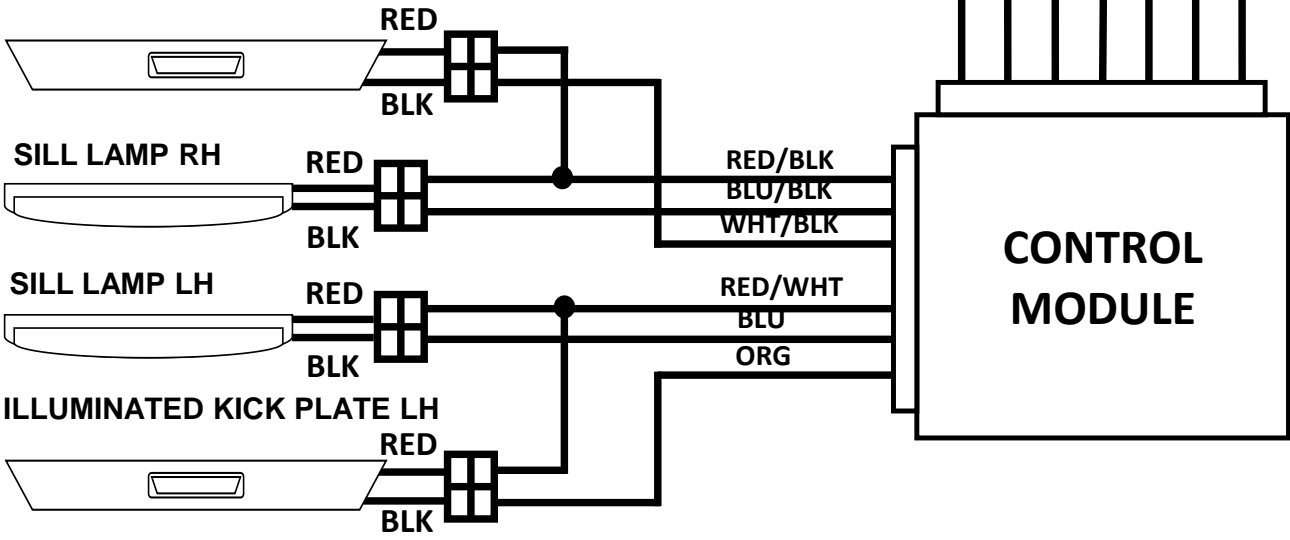 RED
BLK
SILL LAMP RH
RED
BLK
RED/BLK
BLU/BLK
WHT/BLK
CONTROL
MODULE
SILL LAMP LH
RED
BLK
RED/WHT
BLU
ORG
ILLUMINATED KICK PLATE LH
RED
BLK